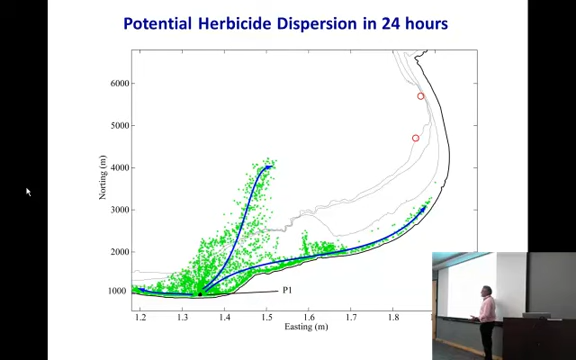 Potential Herbicide Dispersion in 24 hours
6000
5000
4000
3000
2000
1000
Norting (m)
P1
1.2 1.3 1.4 1.5 1.6 1.7 1.8
Easting (m)